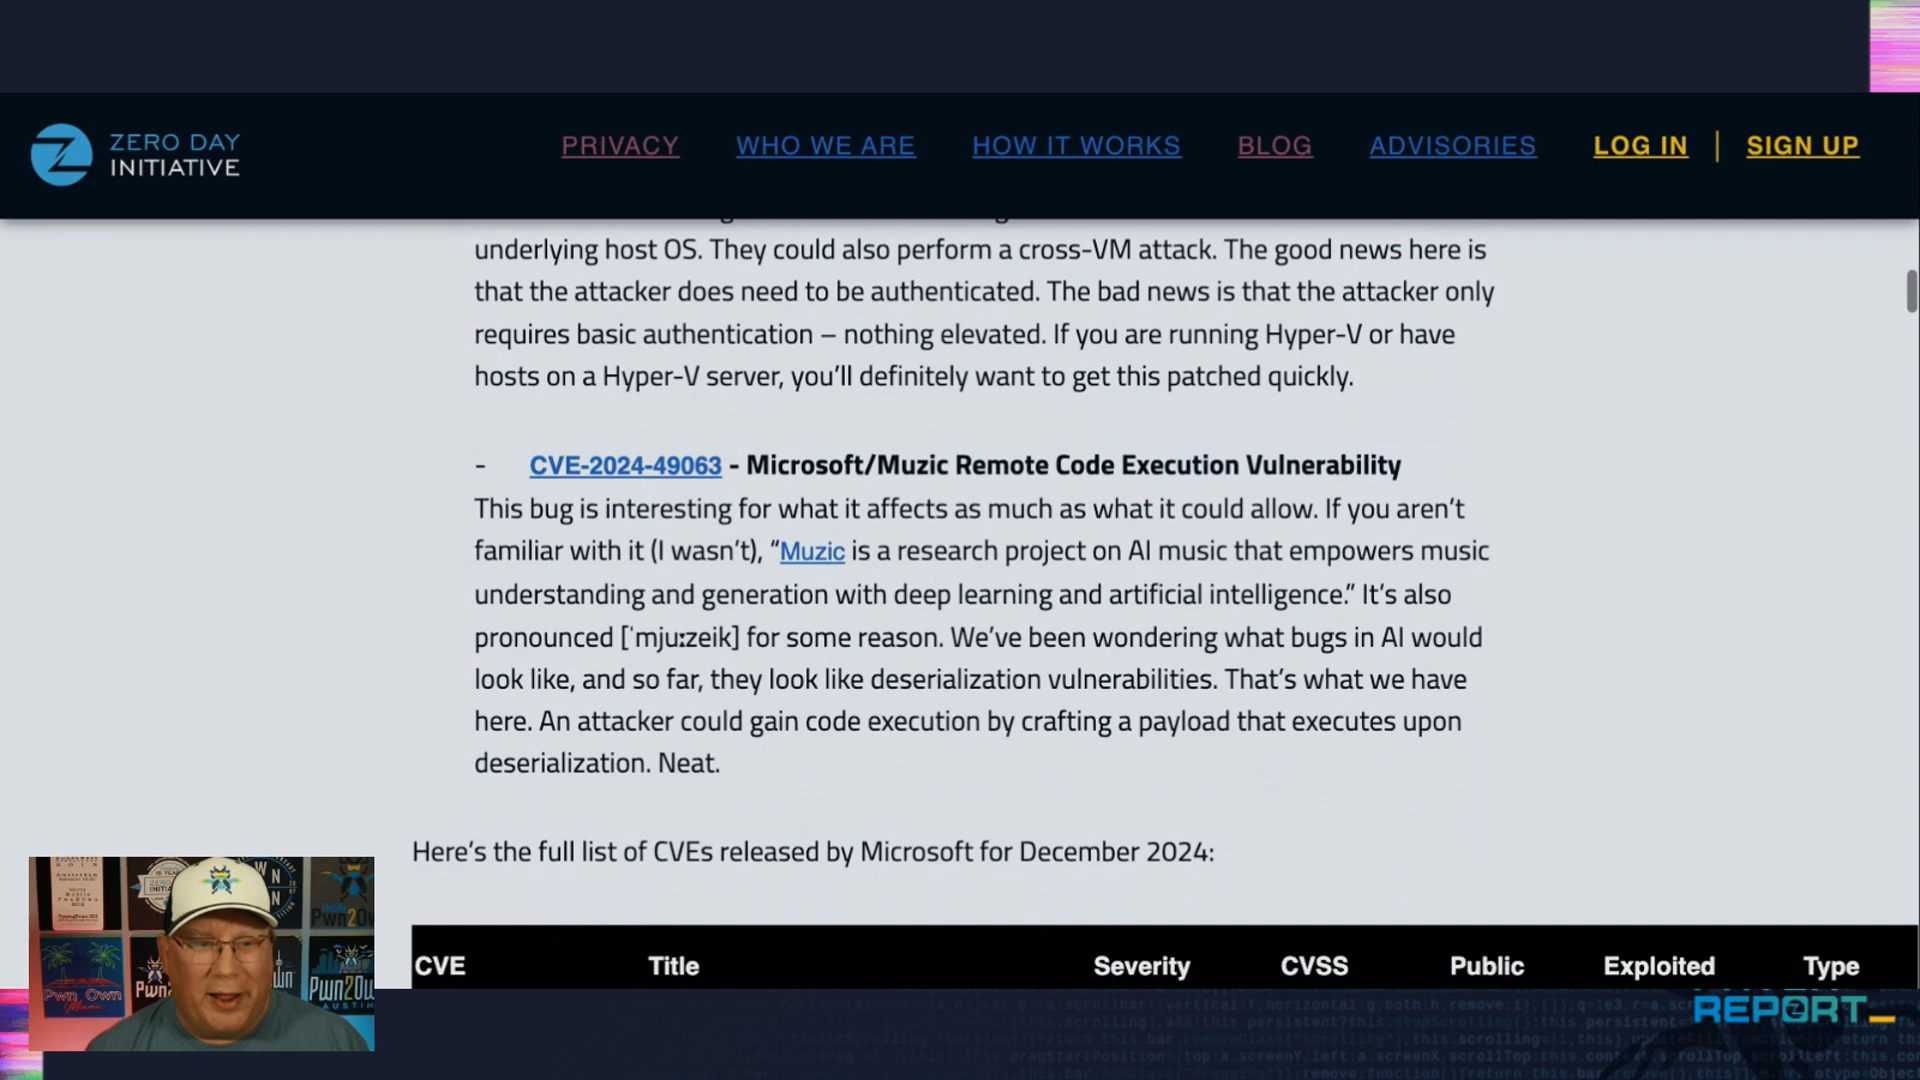 ZERO DAY
INITIATIVE
PRIVACY
WHO WE ARE
HOW IT WORKS
BLOG
ADVISORIES
LOG IN | SIGN UP
underlying host OS. They could also perform a cross-VM attack. The good news here is
that the attacker does need to be authenticated. The bad news is that the attacker only
requires basic authentication – nothing elevated. If you are running Hyper-V or have
hosts on a Hyper-V server, you’ll definitely want to get this patched quickly.
- CVE-2024-49063 - Microsoft/Muzic Remote Code Execution Vulnerability
This bug is interesting for what it affects as much as what it could allow. If you aren’t
familiar with it (I wasn’t), “Muzic is a research project on AI music that empowers music
understanding and generation with deep learning and artificial intelligence.” It’s also
pronounced [ˈmjuːzeik] for some reason. We’ve been wondering what bugs in AI would
look like, and so far, they look like deserialization vulnerabilities. That’s what we have
here. An attacker could gain code execution by crafting a payload that executes upon
deserialization. Neat.
Here’s the full list of CVEs released by Microsoft for December 2024:
CVE Title Severity CVSS Public Exploited Type
REPORT_
Pwn2Own
Pwn Own
Miami
Pwn2Ow
AUSTIN